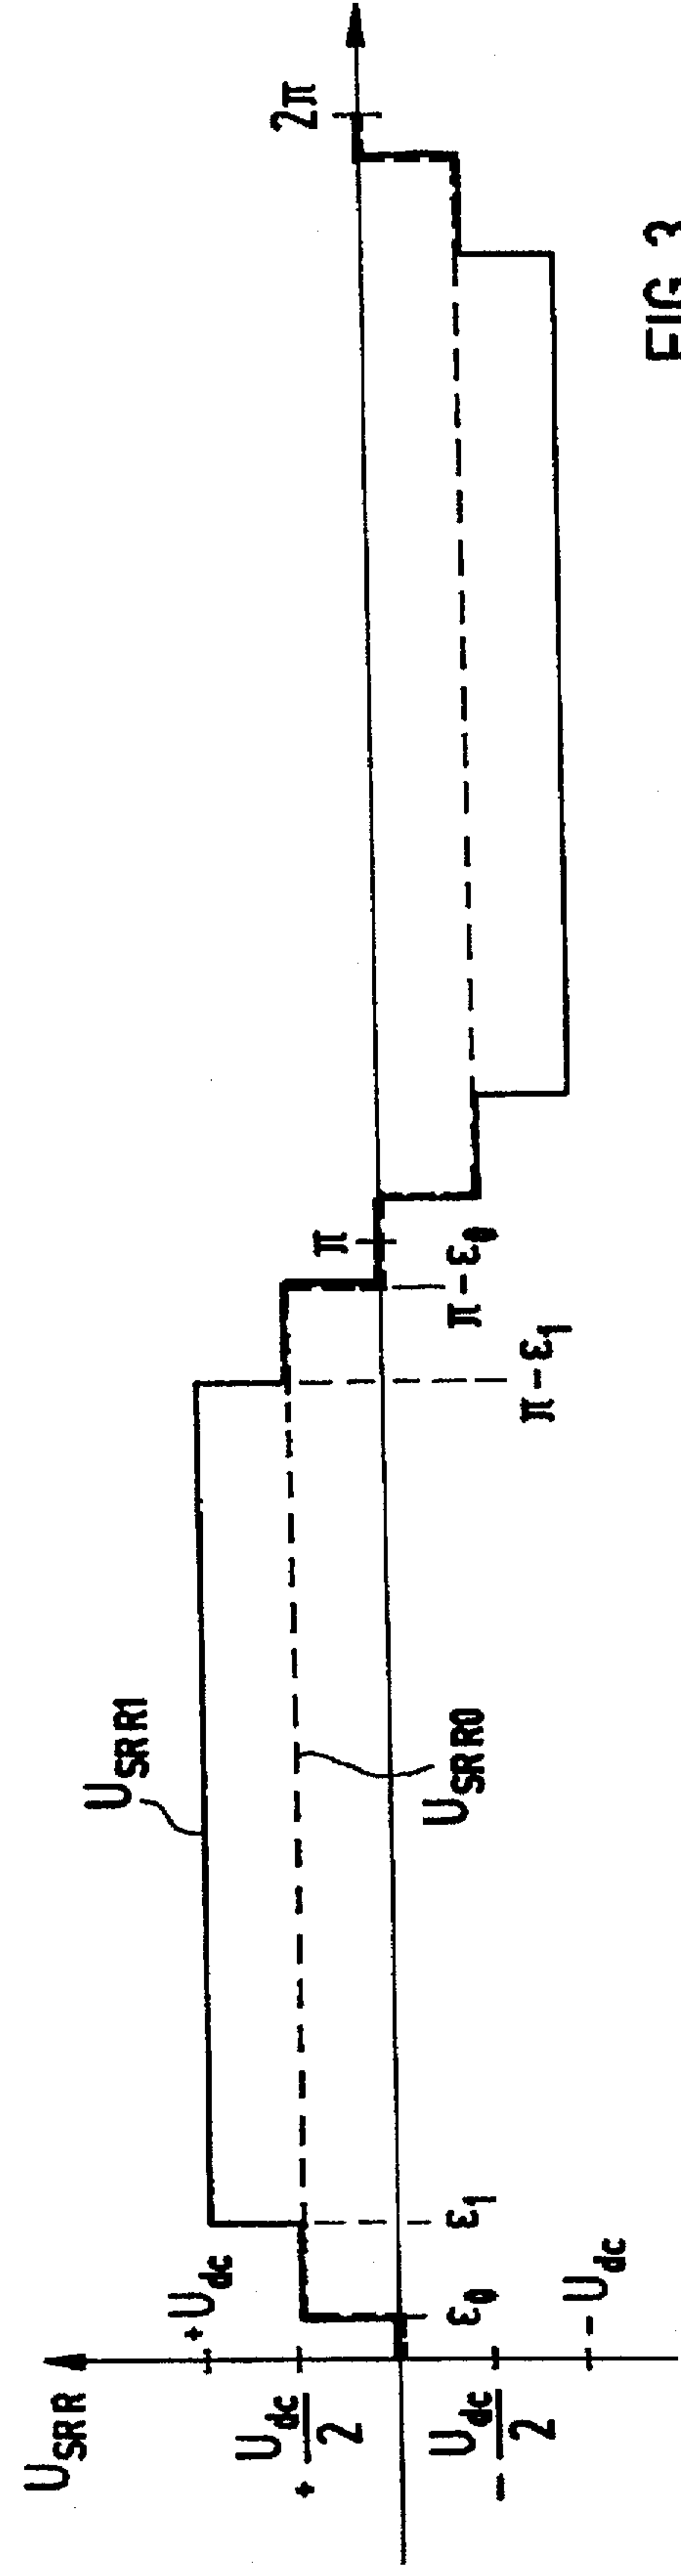 U_SRR
+U_dc
+ U_dc/2
- U_dc/2
- U_dc
U_SRR1
U_SRR0
ε_0
ε_1
π-ε_1
π-ε_0
π
2π
FIG. 3